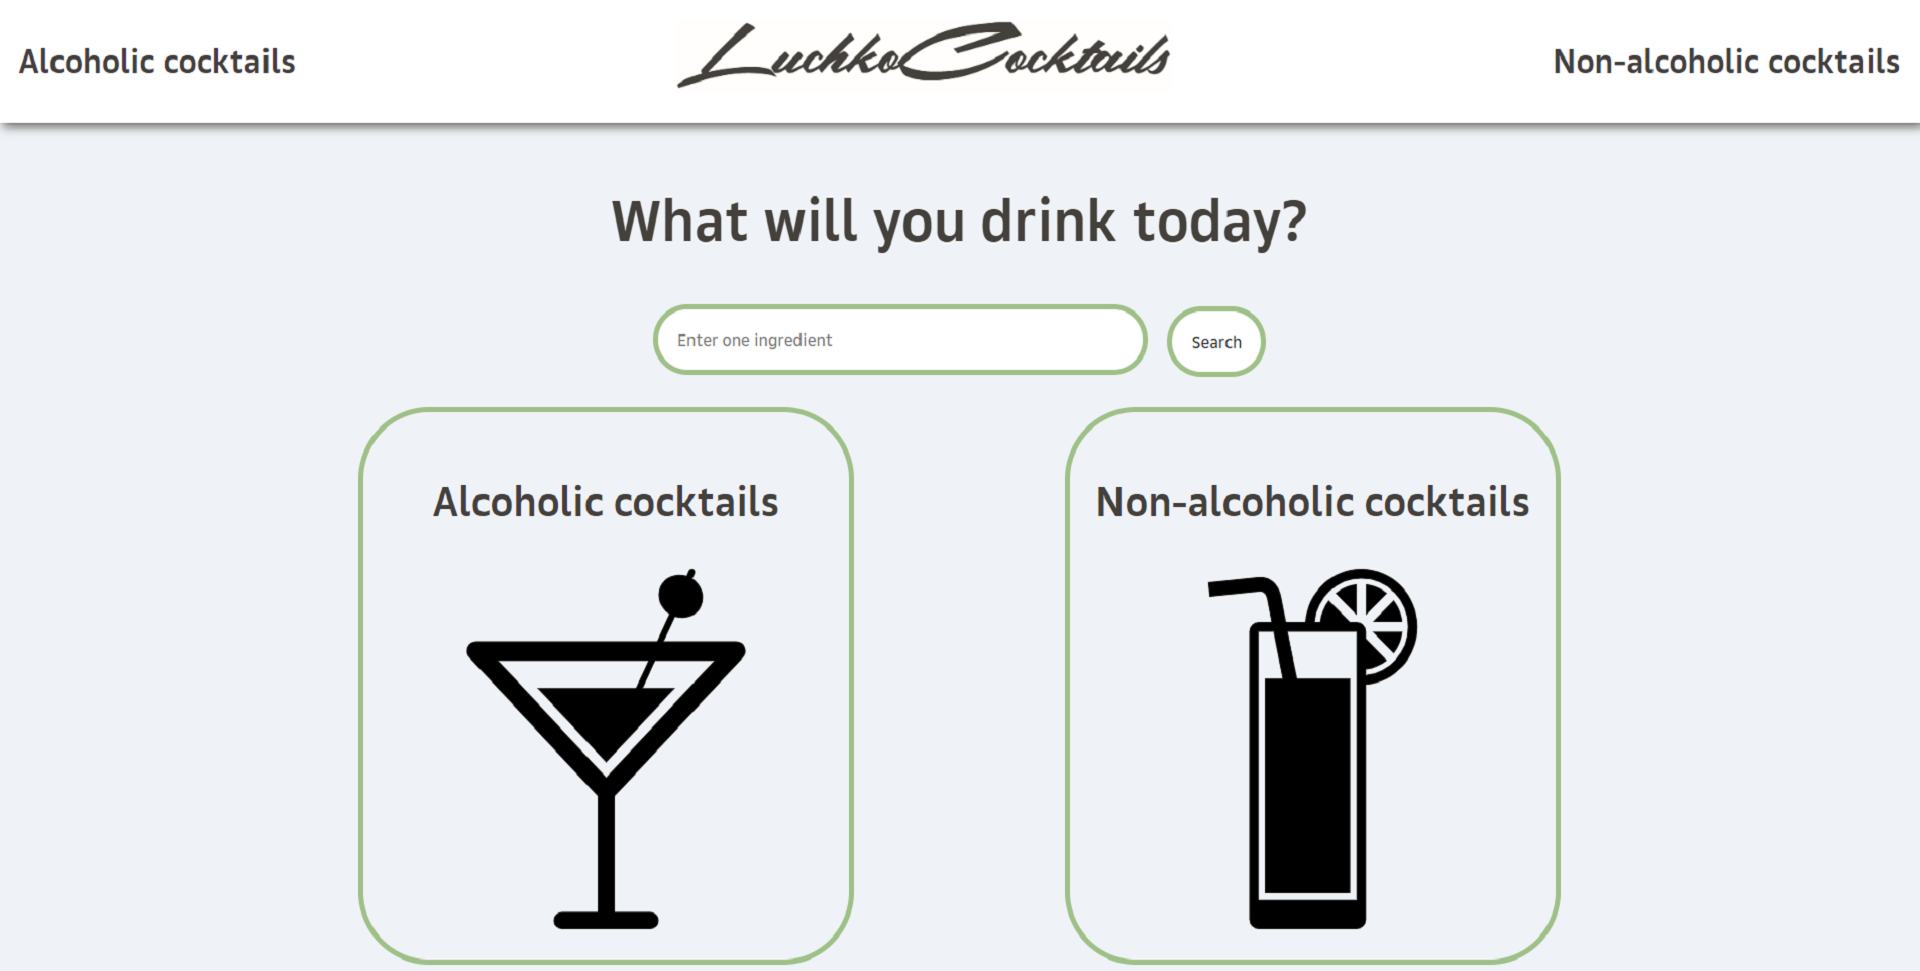 Alcoholic cocktails
LuchkoCocktails
Non-alcoholic cocktails
What will you drink today?
Enter one ingredient
Search
Alcoholic cocktails
Non-alcoholic cocktails